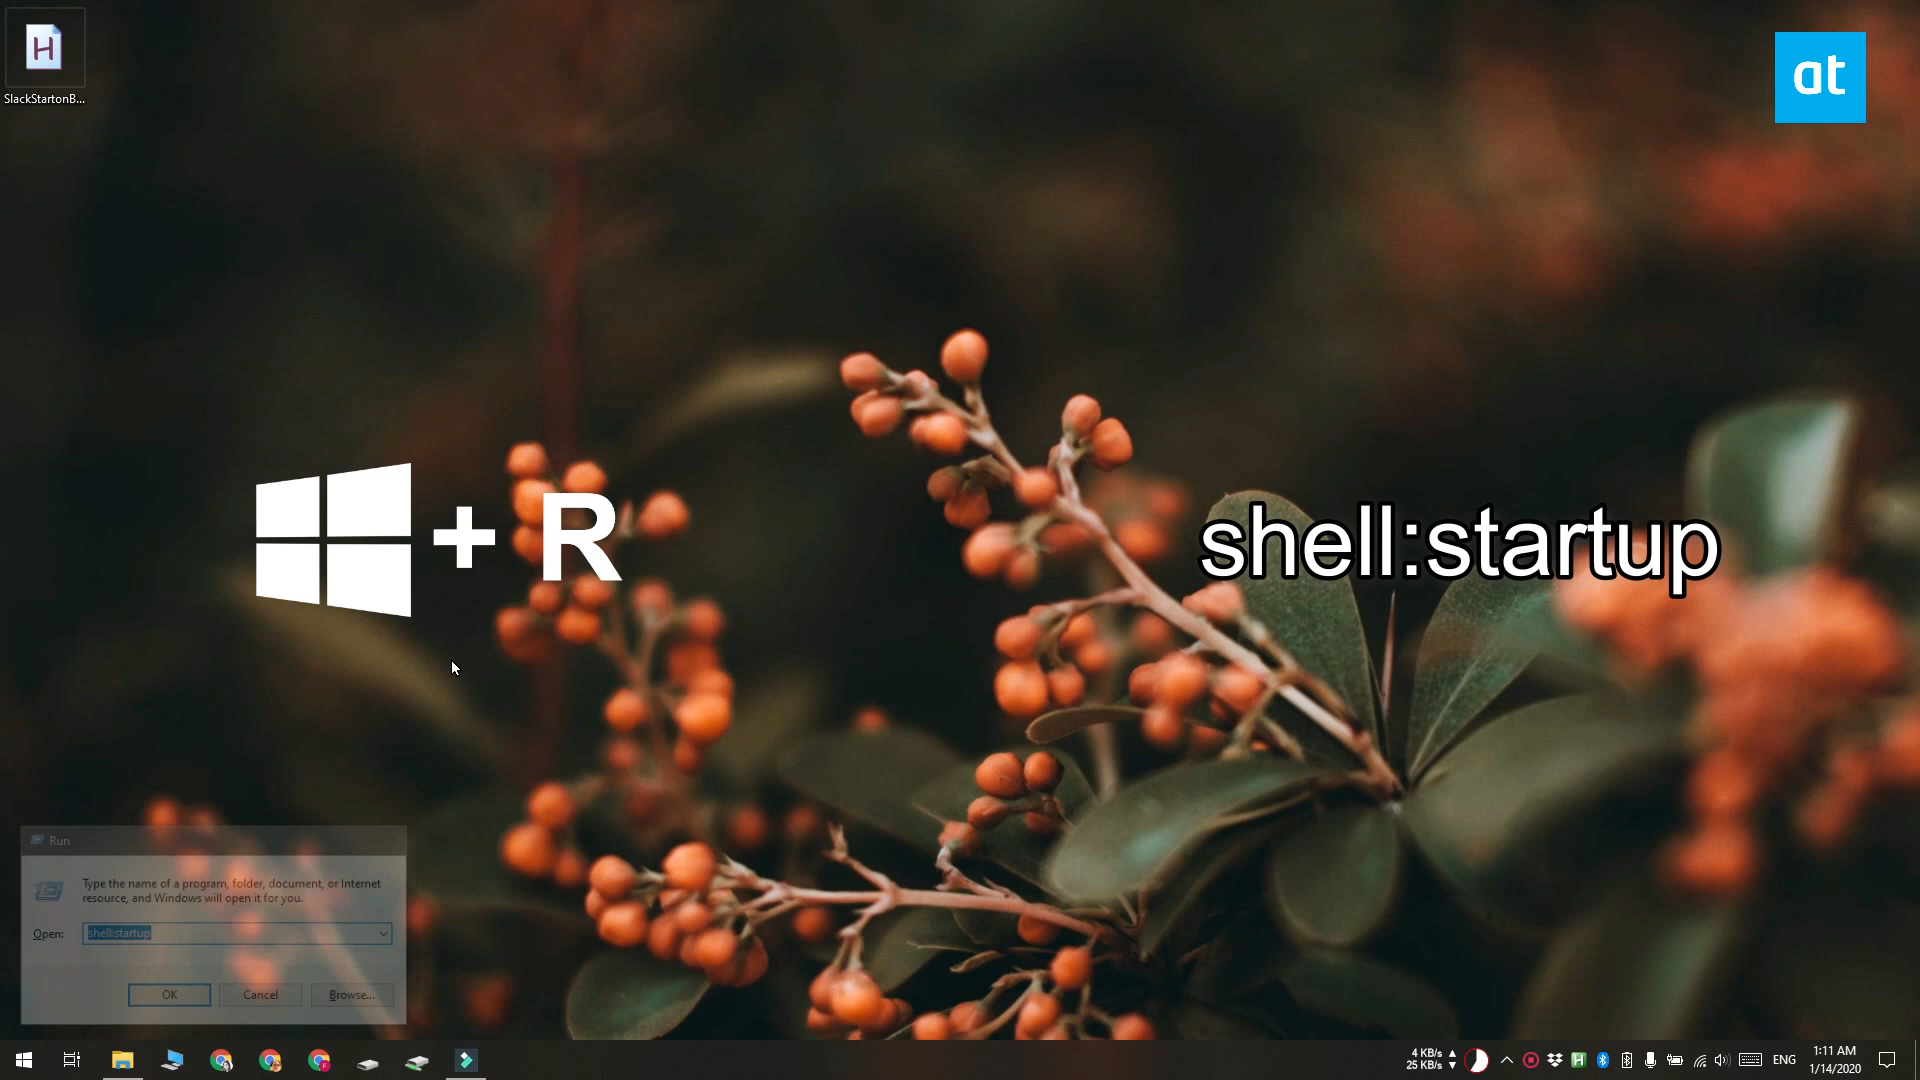 H
SlackStartonB...
at
+ R
shell:startup
Run
Type the name of a program, folder, document, or Internet
resource, and Windows will open it for you.
Open:
shell:startup
OK
Cancel
Browse...
4 KB/s
25 KB/s
H
ENG
1:11 AM
1/14/2020